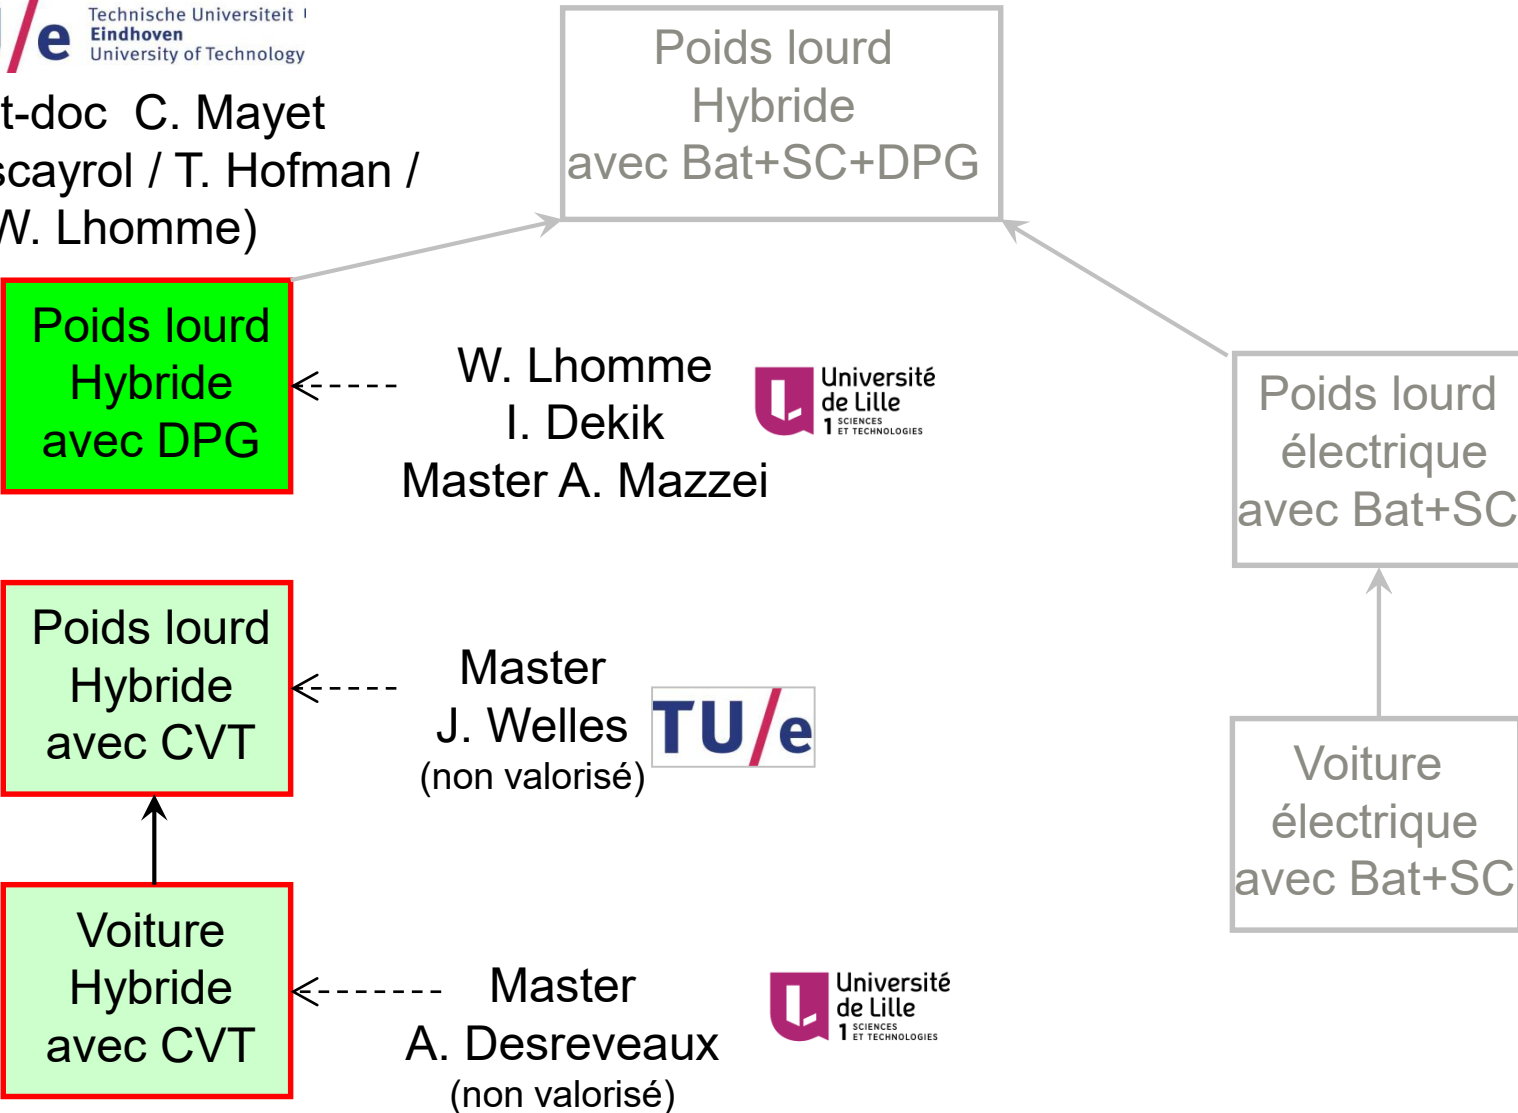 /e Technische Universiteit
Eindhoven
University of Technology
t-doc C. Mayet
scayrol / T. Hofman /
W. Lhomme)
Poids lourd
Hybride
avec Bat+SC+DPG
Poids lourd
Hybride
avec DPG
W. Lhomme
I. Dekik
Master A. Mazzei
Université
de Lille
1 SCIENCES
ET TECHNOLOGIES
Poids lourd
électrique
avec Bat+SC
Poids lourd
Hybride
avec CVT
Master
J. Welles
(non valorisé)
TU/e
Voiture
électrique
avec Bat+SC
Voiture
Hybride
avec CVT
Master
A. Desreveaux
(non valorisé)
Université
de Lille
1 SCIENCES
ET TECHNOLOGIES